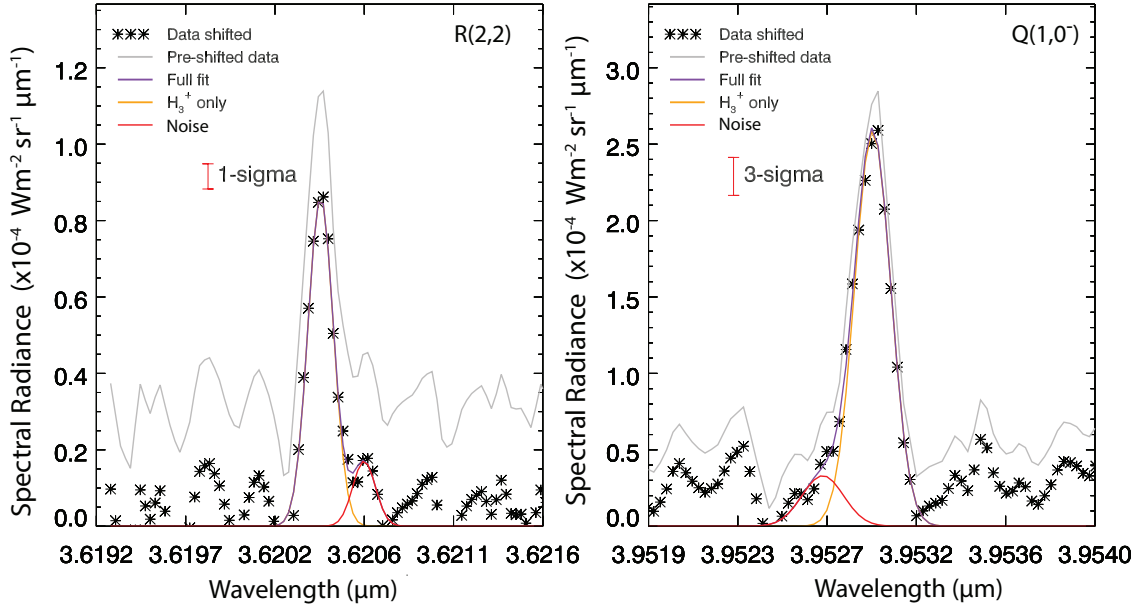 R(2,2)
Data shifted
Pre-shifted data
Full fit
H₃⁺ only
Noise
1-sigma
Spectral Radiance (x10⁻⁴ Wm⁻² sr⁻¹ µm⁻¹)
1.2
1.0
0.8
0.6
0.4
0.2
0.0
3.6192 3.6197 3.6202 3.6206 3.6211 3.6216
Wavelength (µm)
Q(1,0⁻)
Data shifted
Pre-shifted data
Full fit
H₃⁺ only
Noise
3-sigma
Spectral Radiance (x10⁻⁴ Wm⁻² sr⁻¹ µm⁻¹)
3.0
2.5
2.0
1.5
1.0
0.5
0.0
3.9519 3.9523 3.9527 3.9532 3.9536 3.9540
Wavelength (µm)